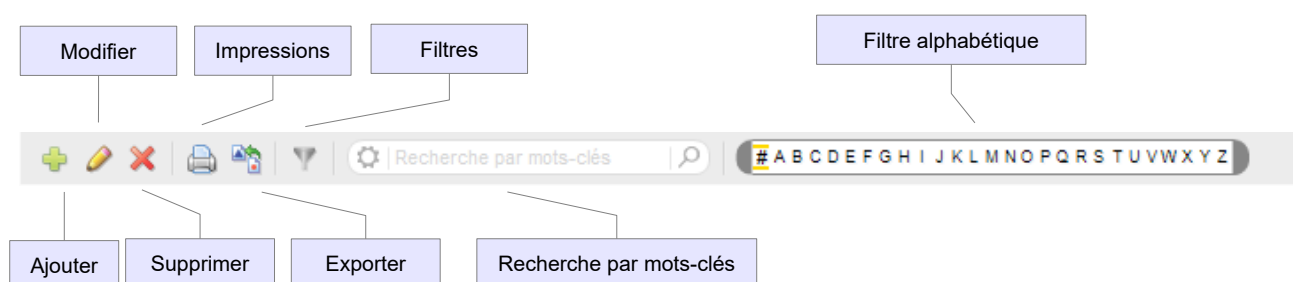 Modifier
Impressions
Filtres
Filtre alphabétique
Recherche par mots-clés
# A B C D E F G H I J K L M N O P Q R S T U V W X Y Z
Ajouter
Supprimer
Exporter
Recherche par mots-clés